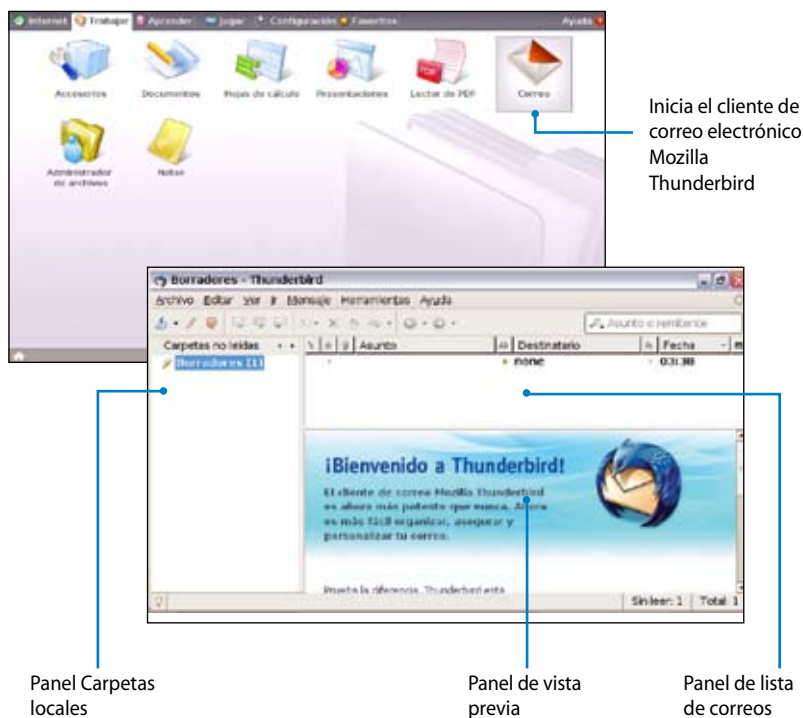 Internet Trabajar Aprender Jugar Configuración Favoritos Ayuda
Accesorios Documentos Hojas de cálculo Presentaciones Lector de PDF Correo
Administrador de archivos Notas
Inicia el cliente de
correo electrónico
Mozilla
Thunderbird
Borradores - Thunderbird
Archivo Editar Ver Ir Mensaje Herramientas Ayuda
Asunto o remitente
Carpetas no leídas Asunto Destinatario Fecha
Borradores (1) none 03:30
¡Bienvenido a Thunderbird!
El cliente de correo Mozilla Thunderbird
es ahora más potente que nunca. Ahora
es más fácil organizar, asegurar y
personalizar tu correo.
Prueba la diferencia. Thunderbird está
Sin leer: 1 Total: 1
Panel Carpetas
locales
Panel de vista
previa
Panel de lista
de correos